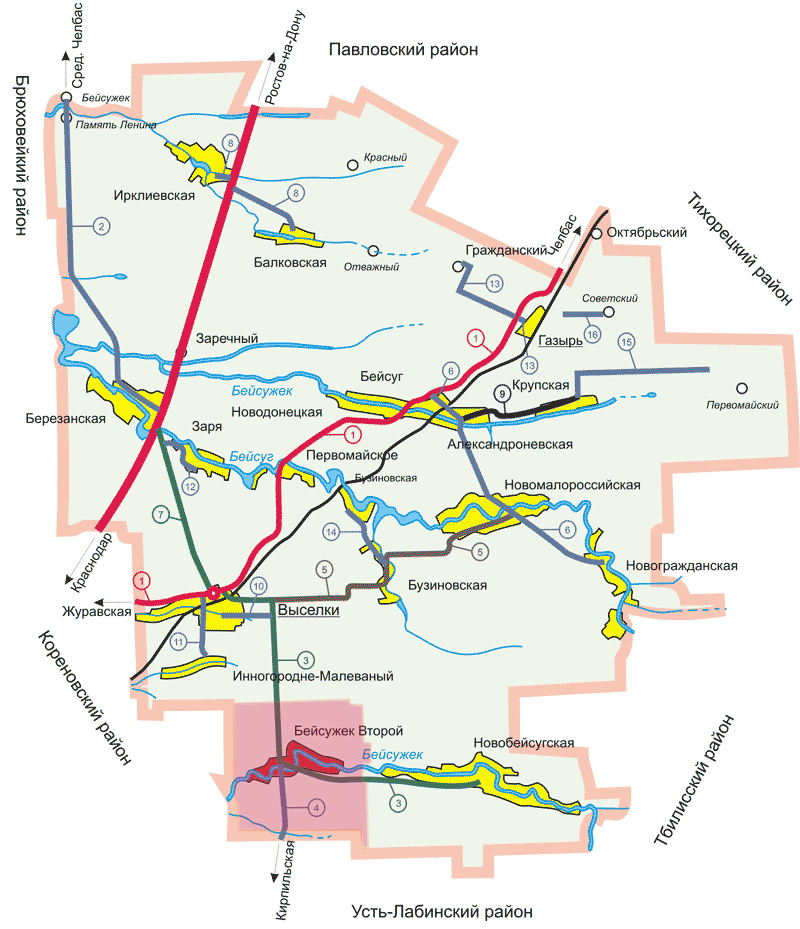 Павловский район
Сред. Челбас
Ростов-на-Дону
Брюховейкий район
Бейсужек
Память Ленина
8
Красный
Ирклиевская
8
Тихорецкий район
2
Октябрьский
Гражданский
Челбас
Балковская
Отважный
13
Советский
16
Заречный
1
Газырь
15
13
Бейсуг
6
Крупская
Бейсужек
9
Первомайский
Березанская
Новодонецкая
Заря
1
Александроневская
Бейсуг
Первомайское
Бузиновская
12
Новомалороссийская
7
14
6
5
Краснодар
5
Новогражданская
1
Бузиновская
10
Журавская
Выселки
11
Кореновский район
3
Инногородне-Малеваный
Бейсужек Второй
Бейсужек
Новобейсугская
Тбилисский район
4
3
Кирпильская
Усть-Лабинский район